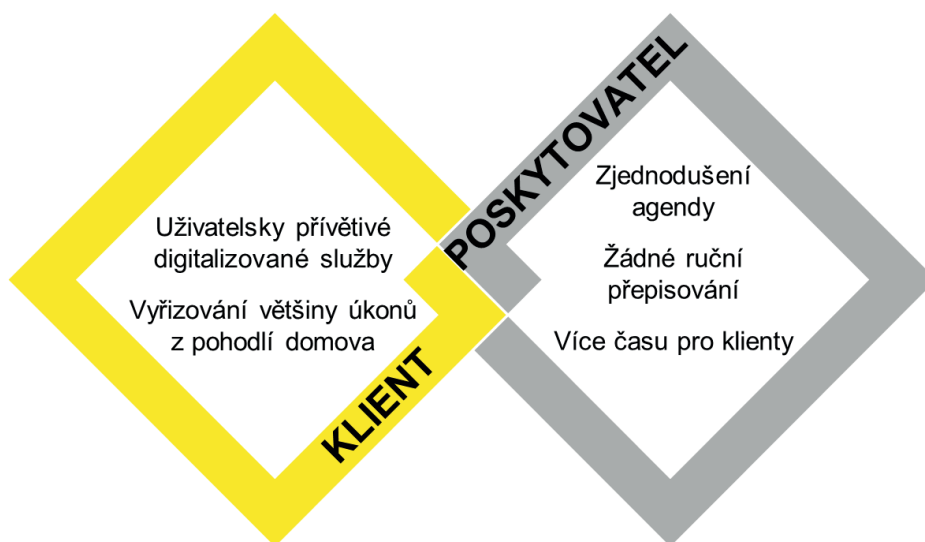 KLIENT
Uživatelsky přívětivé
digitalizované služby
Vyřizování většiny úkonů
z pohodlí domova
POSKYTOVATEL
Zjednodušení
agendy
Žádné ruční
přepisování
Více času pro klienty